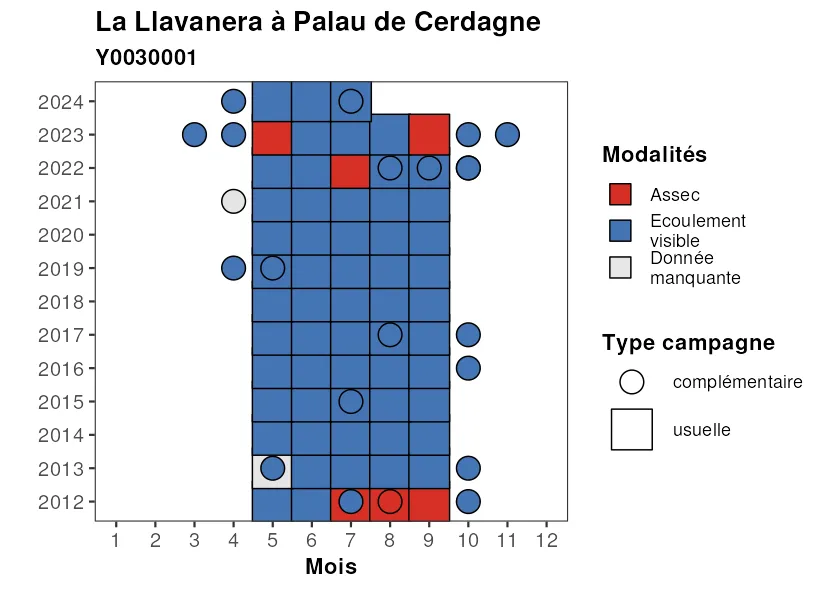 La Llavanera à Palau de Cerdagne
Y0030001
2024
2023
2022
2021
2020
2019
2018
2017
2016
2015
2014
2013
2012
1 2 3 4 5 6 7 8 9 10 11 12
Mois
Modalités
Assec
Ecoulement
visible
Donnée
manquante
Type campagne
complémentaire
usuelle